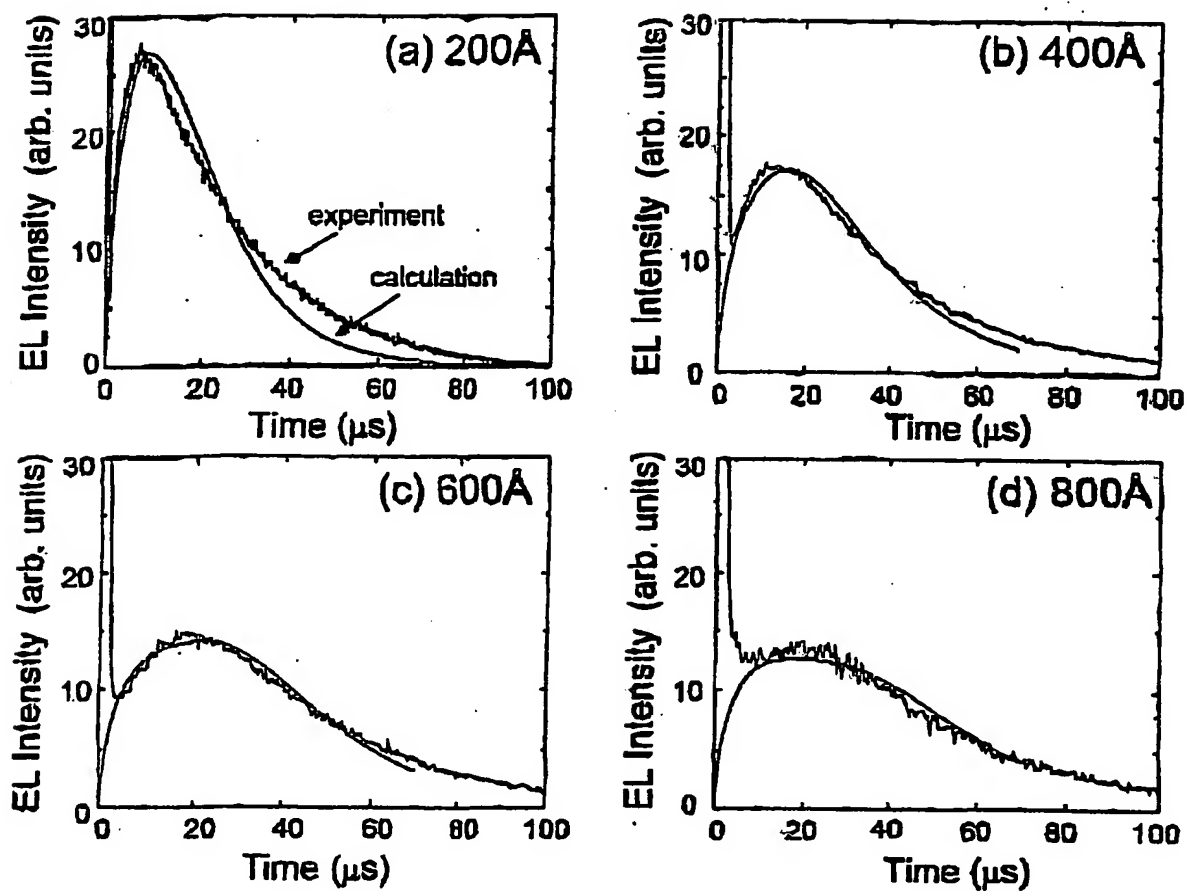 (a) 200Å
EL Intensity (arb. units)
30
20
10
0
experiment
calculation
0 20 40 60 80 100
Time (µs)
(b) 400Å
EL Intensity (arb. units)
30
20
10
0
0 20 40 60 80 100
Time (µs)
(c) 600Å
EL Intensity (arb. units)
30
20
10
0
0 20 40 60 80 100
Time (µs)
(d) 800Å
EL Intensity (arb. units)
30
20
10
0
0 20 40 60 80 100
Time (µs)